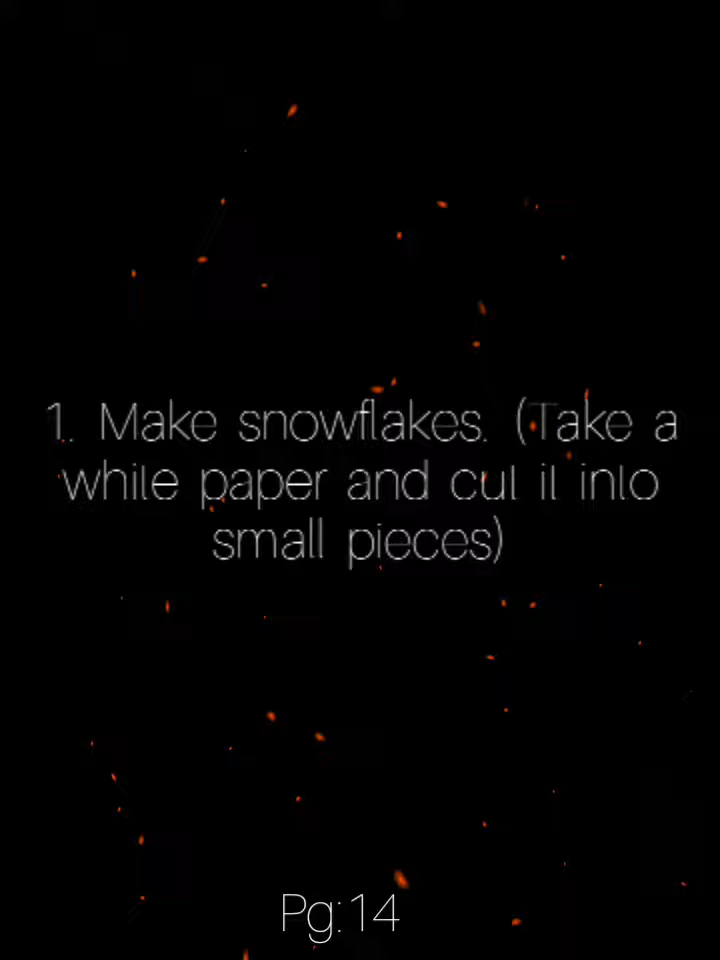 1. Make snowflakes. (Take a
white paper and cut it into
small pieces)
Pg:14